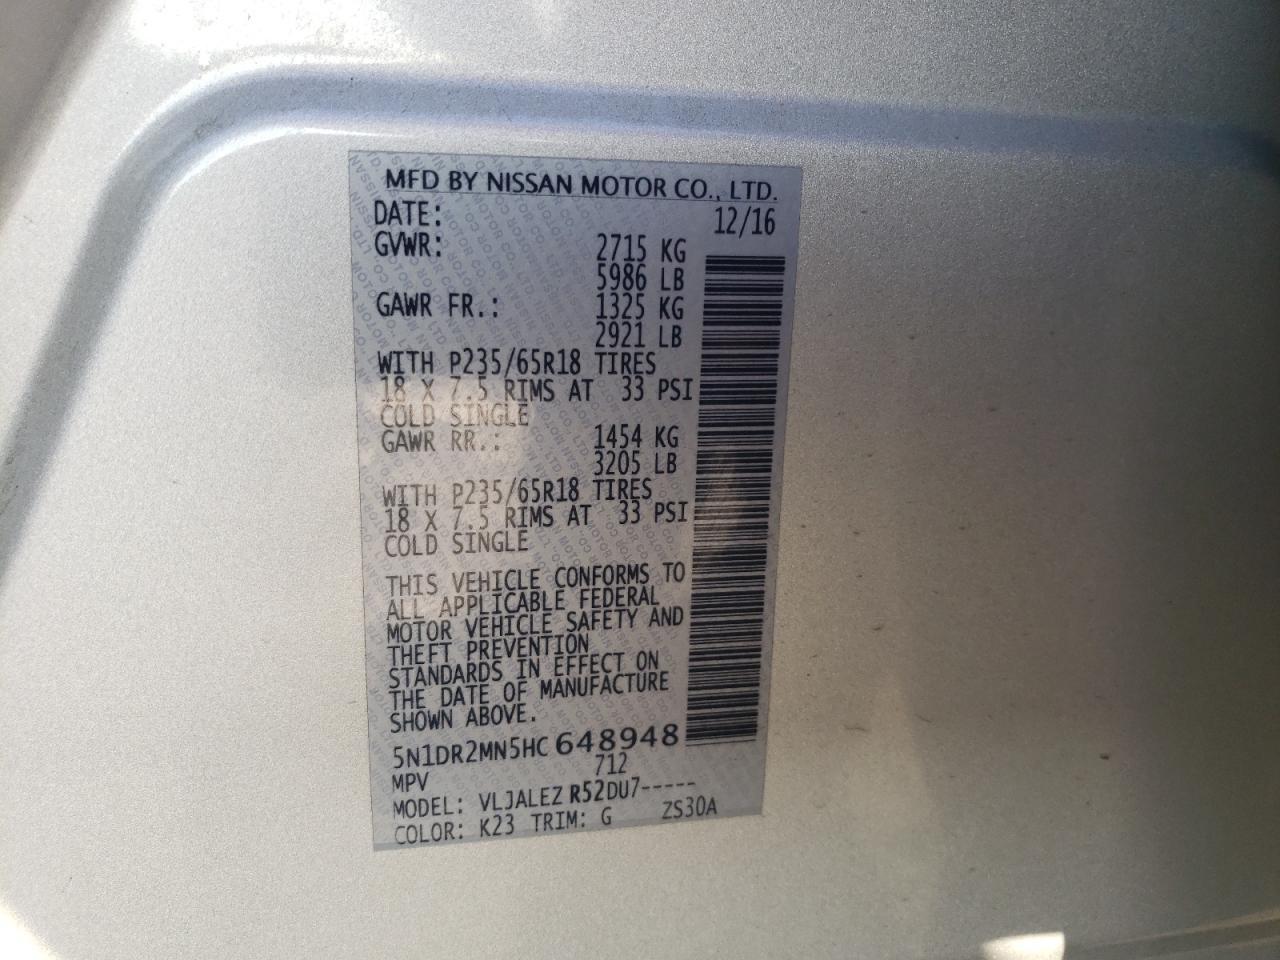 MFD BY NISSAN MOTOR CO., LTD.
DATE: 12/16
GVWR: 2715 KG
5986 LB
GAWR FR.: 1325 KG
2921 LB
WITH P235/65R18 TIRES
18 X 7.5 RIMS AT 33 PSI
COLD SINGLE
GAWR RR.: 1454 KG
3205 LB
WITH P235/65R18 TIRES
18 X 7.5 RIMS AT 33 PSI
COLD SINGLE
THIS VEHICLE CONFORMS TO
ALL APPLICABLE FEDERAL
MOTOR VEHICLE SAFETY AND
THEFT PREVENTION
STANDARDS IN EFFECT ON
THE DATE OF MANUFACTURE
SHOWN ABOVE.
5N1DR2MN5HC648948
MPV 712
MODEL: VLJALEZ R52DU7-----
COLOR: K23 TRIM: G ZS30A